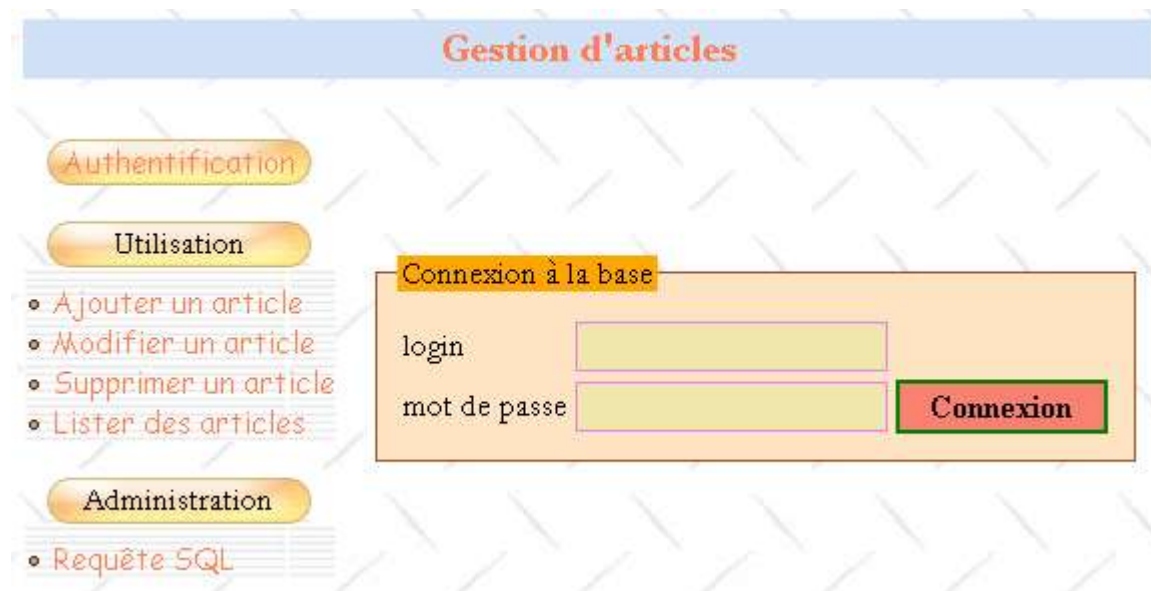 Gestion d'articles
Authentification
Utilisation
Ajouter un article
Modifier un article
Supprimer un article
Lister des articles
Administration
Requête SQL
Connexion à la base
login
mot de passe
Connexion